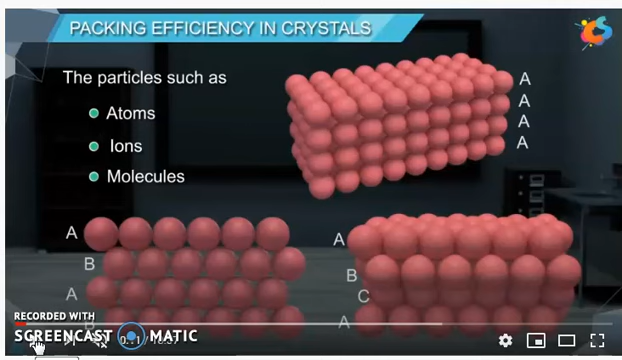 PACKING EFFICIENCY IN CRYSTALS
The particles such as
Atoms
Ions
Molecules
A
A
A
A
A
B
A
B
A
B
C
A
RECORDED WITH
SCREENCAST MATIC